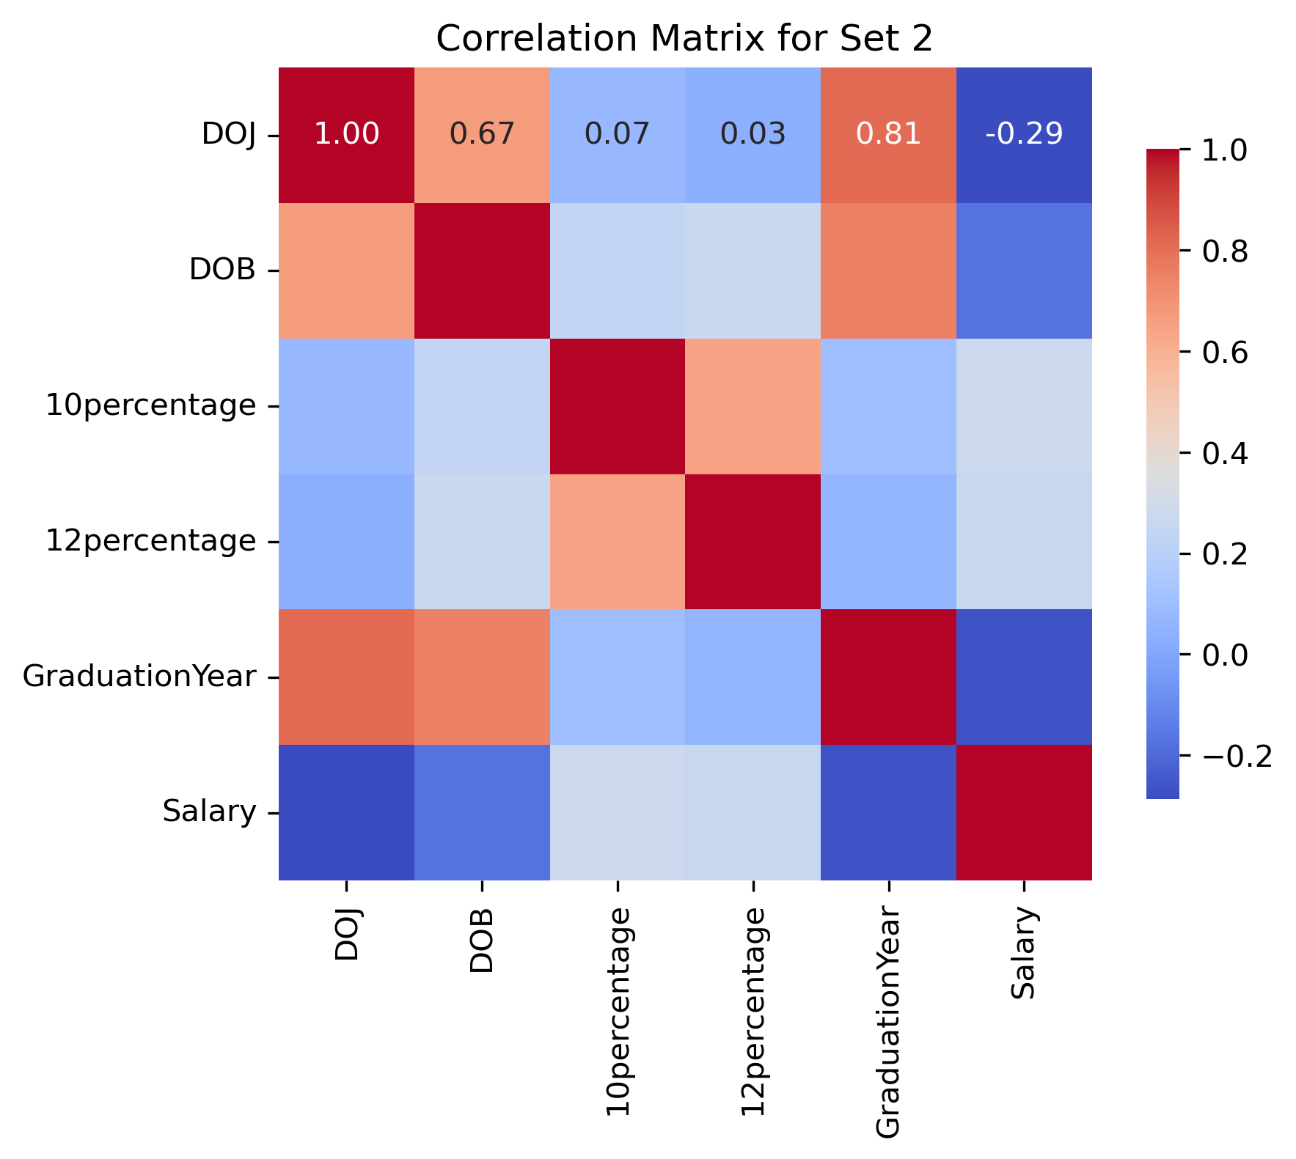 Correlation Matrix for Set 2
DOJ
1.00 0.67 0.07 0.03 0.81 -0.29
DOB
10percentage
12percentage
GraduationYear
Salary
DOJ
DOB
10percentage
12percentage
GraduationYear
Salary
1.0
0.8
0.6
0.4
0.2
0.0
−0.2